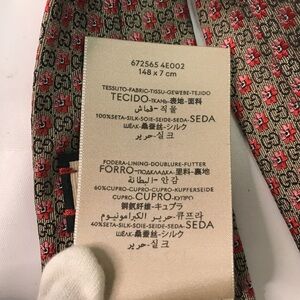 672565 4E002
148 x 7 cm
TESSUTO-FABRIC-TISSU-GEWEBE-TEJIDO
TECIDO-ТКАНЬ-表地-面料
قماش-직물
100%SETA-SILK-SOIE-SEIDE-SEDA-SEDA
ШЕЛК-桑蚕丝-シルク
حرير-실크
FODERA-LINING-DOUBLURE-FUTTER
FORRO-ПОДКЛАДКА-里料-裏地
البطانة-안감
60%CUPRO-CUPRO-CUPRO-KUPFERSEIDE
CUPRO-CUPRO-КУПРО
铜氨纤维-キュプラ
حرير الكبرامونيوم-큐프라
40%SETA-SILK-SOIE-SEIDE-SEDA-SEDA
ШЕЛК-桑蚕丝-シルク
حرير-실크